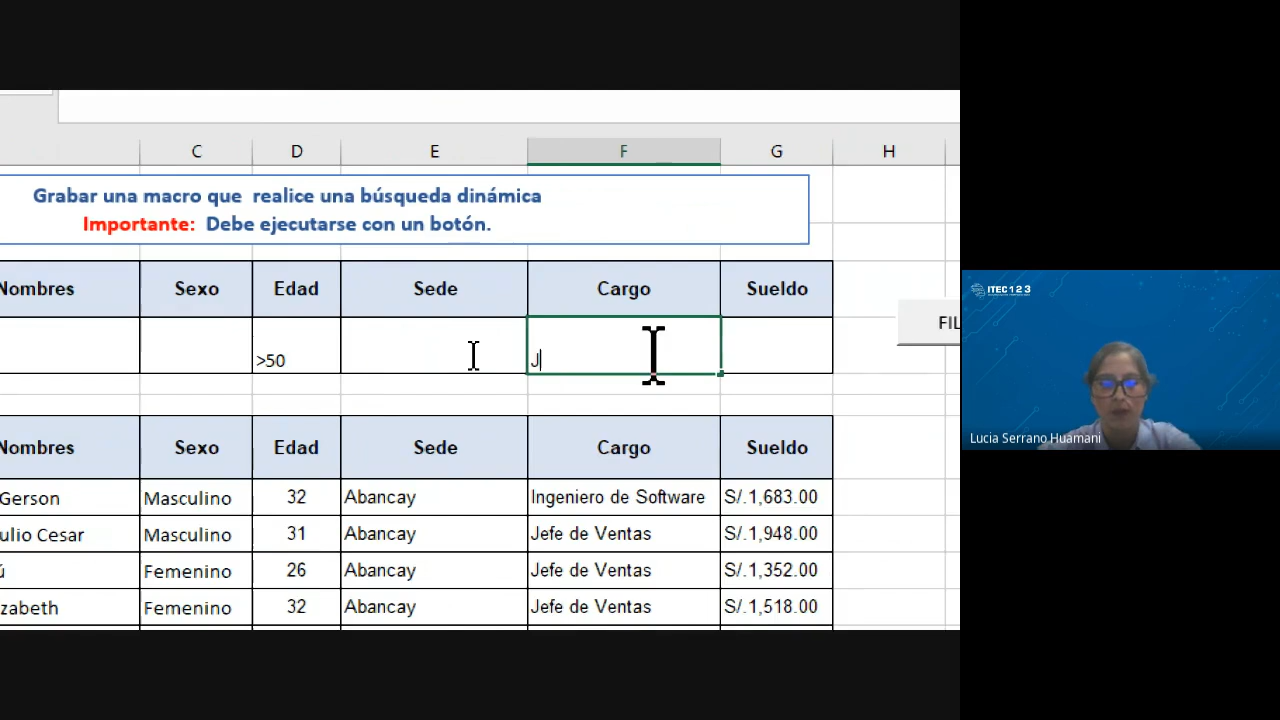 C D E F G H
Grabar una macro que realice una búsqueda dinámica
Importante: Debe ejecutarse con un botón.
Nombres Sexo Edad Sede Cargo Sueldo
FIL
>50 J
Nombres Sexo Edad Sede Cargo Sueldo
Gerson Masculino 32 Abancay Ingeniero de Software S/.1,683.00
ulio Cesar Masculino 31 Abancay Jefe de Ventas S/.1,948.00
ú Femenino 26 Abancay Jefe de Ventas S/.1,352.00
zabeth Femenino 32 Abancay Jefe de Ventas S/.1,518.00
ITEC 1 2 3
Lucia Serrano Huamani